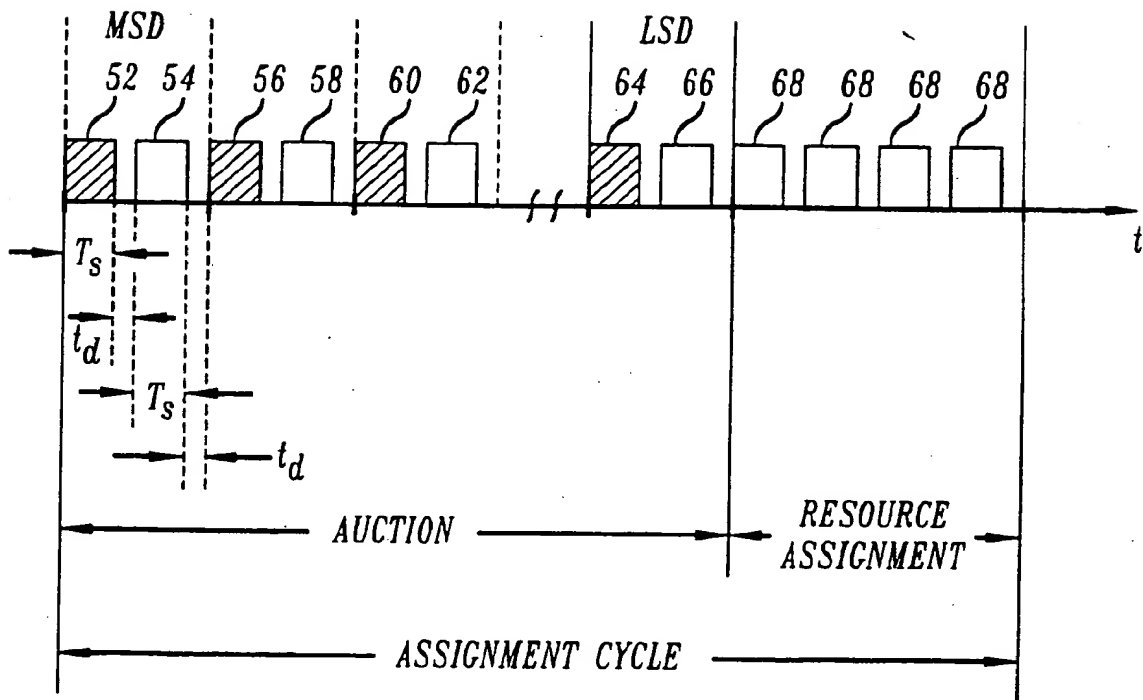 MSD LSD
52 54 56 58 60 62 64 66 68 68 68 68
t
T_s
t_d
T_s
t_d
AUCTION
RESOURCE
ASSIGNMENT
ASSIGNMENT CYCLE